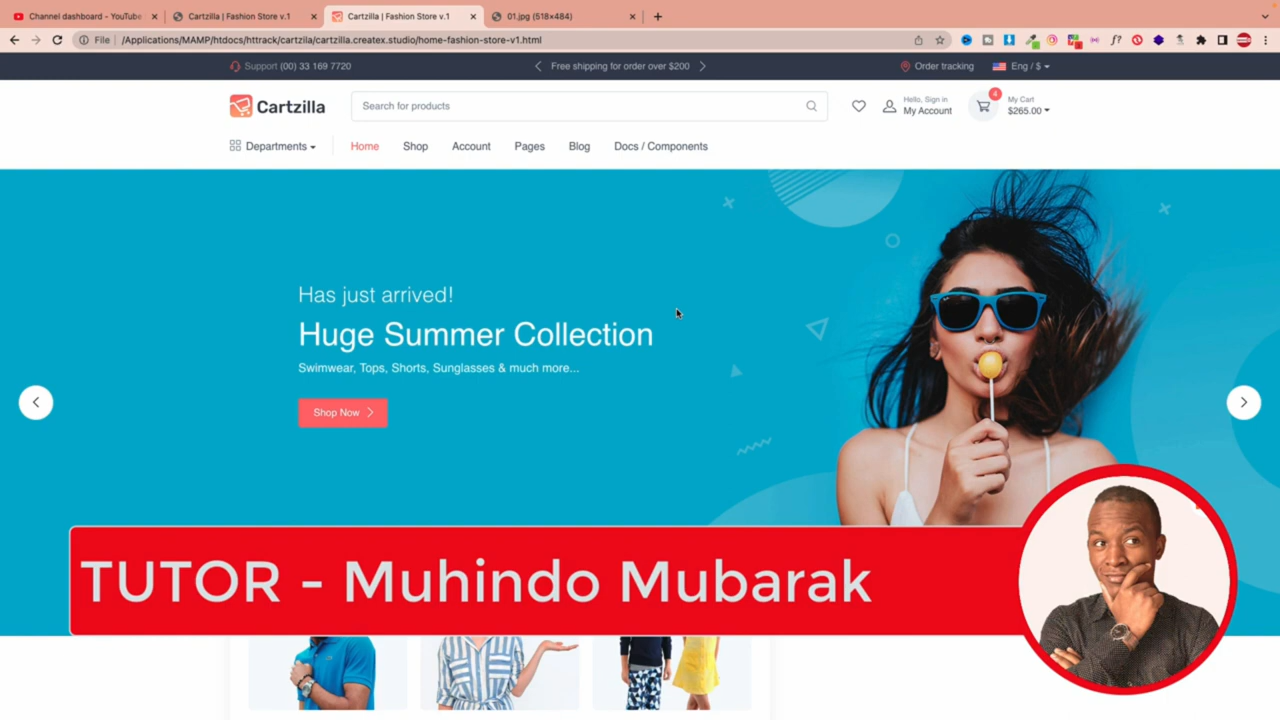 Channel dashboard - YouTube
Cartzilla | Fashion Store v.1
Cartzilla | Fashion Store v.1
01.jpg (518×484)
File /Applications/MAMP/htdocs/httrack/cartzila/cartzilla.createx.studio/home-fashion-store-v1.html
Support (00) 33 169 7720
Free shipping for order over $200
Order tracking
Eng / $
Cartzilla
Search for products
Hello, Sign in
My Account
4
My Cart
$265.00
Departments
Home
Shop
Account
Pages
Blog
Docs / Components
Has just arrived!
Huge Summer Collection
Swimwear, Tops, Shorts, Sunglasses & much more...
Shop Now
TUTOR - Muhindo Mubarak